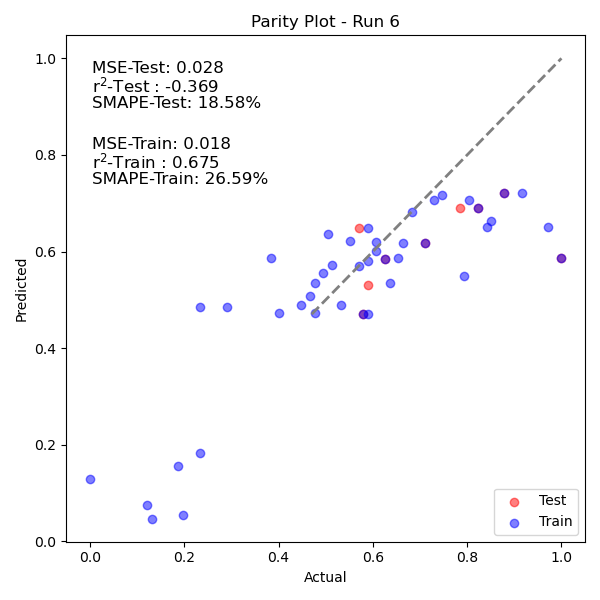 Parity Plot - Run 6
MSE-Test: 0.028
r²-Test : -0.369
SMAPE-Test: 18.58%
MSE-Train: 0.018
r²-Train : 0.675
SMAPE-Train: 26.59%
1.0
0.8
0.6
0.4
0.2
0.0
Predicted
Test
Train
0.0 0.2 0.4 0.6 0.8 1.0
Actual